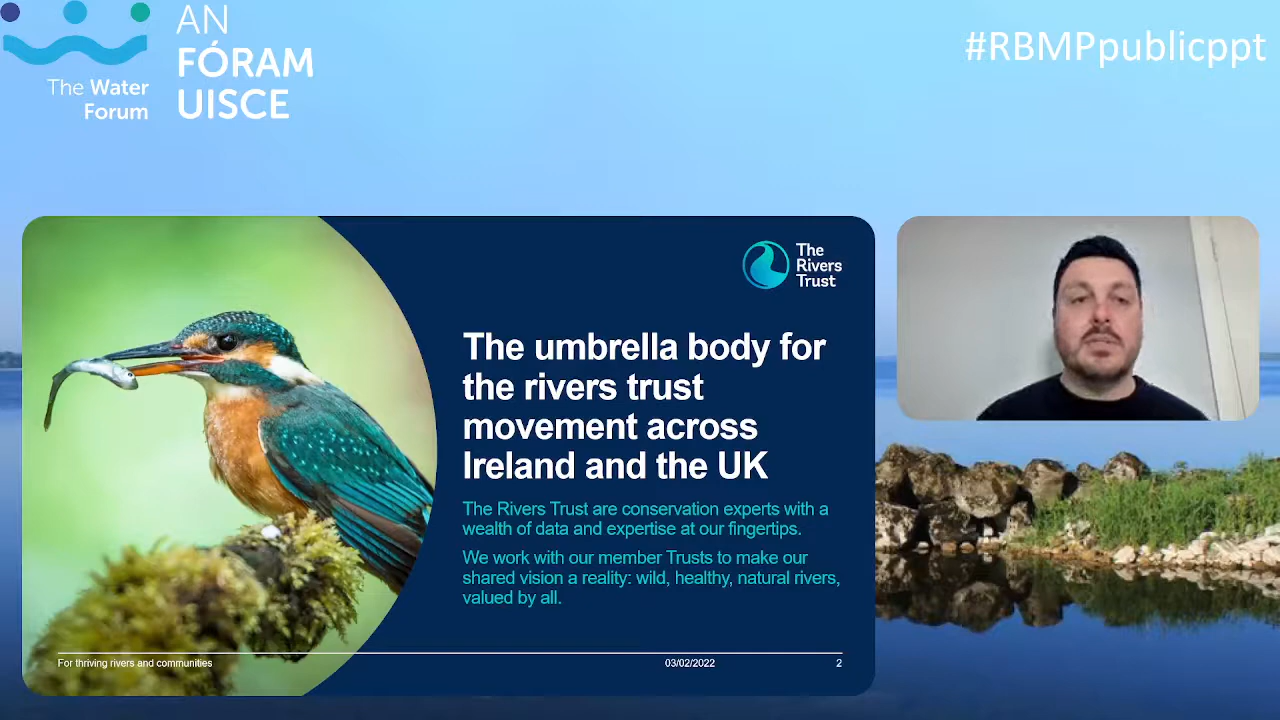 The Water
Forum
AN
FÓRAM
UISCE
#RBMPpublicppt
The
Rivers
Trust
The umbrella body for
the rivers trust
movement across
Ireland and the UK
The Rivers Trust are conservation experts with a
wealth of data and expertise at our fingertips.
We work with our member Trusts to make our
shared vision a reality: wild, healthy, natural rivers,
valued by all.
For thriving rivers and communities
03/02/2022
2